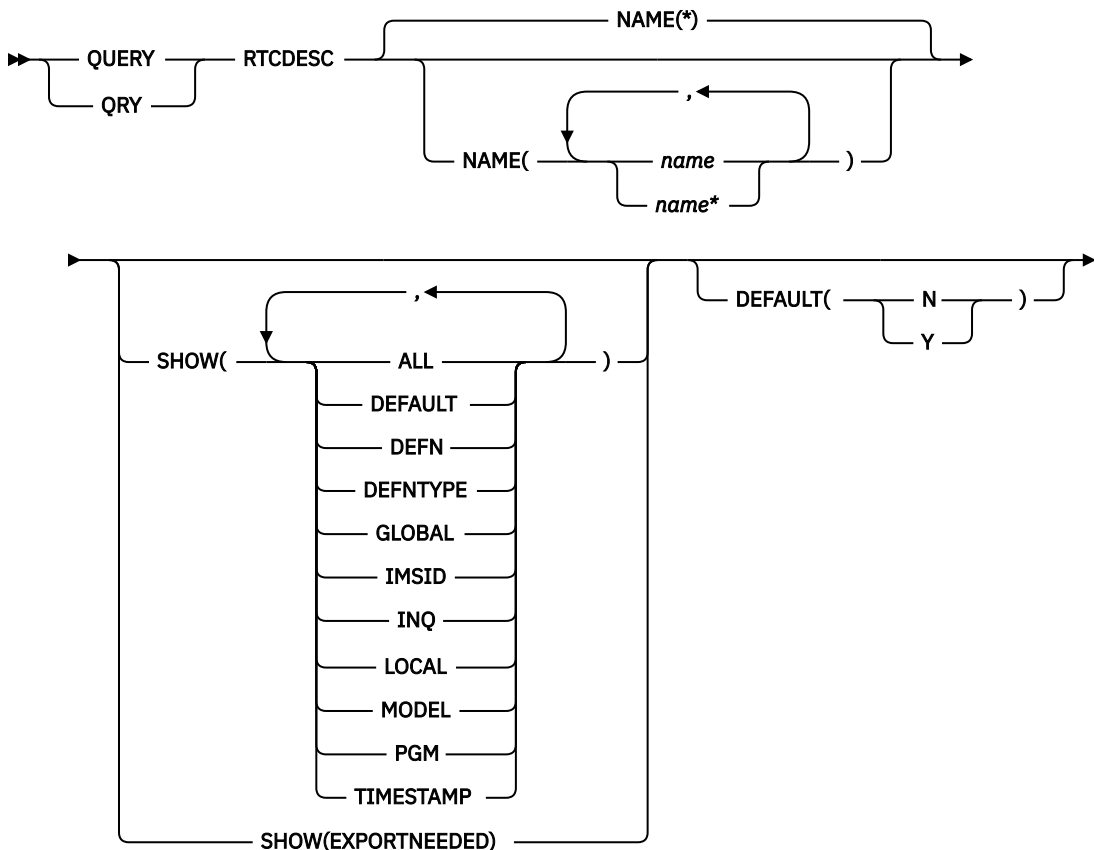 NAME(*)
QUERY RTCDESC
QRY
,
NAME( name )
name*
,
DEFAULT( N )
Y
SHOW( ALL )
DEFAULT
DEFN
DEFNTYPE
GLOBAL
IMSID
INQ
LOCAL
MODEL
PGM
TIMESTAMP
SHOW(EXPORTNEEDED)